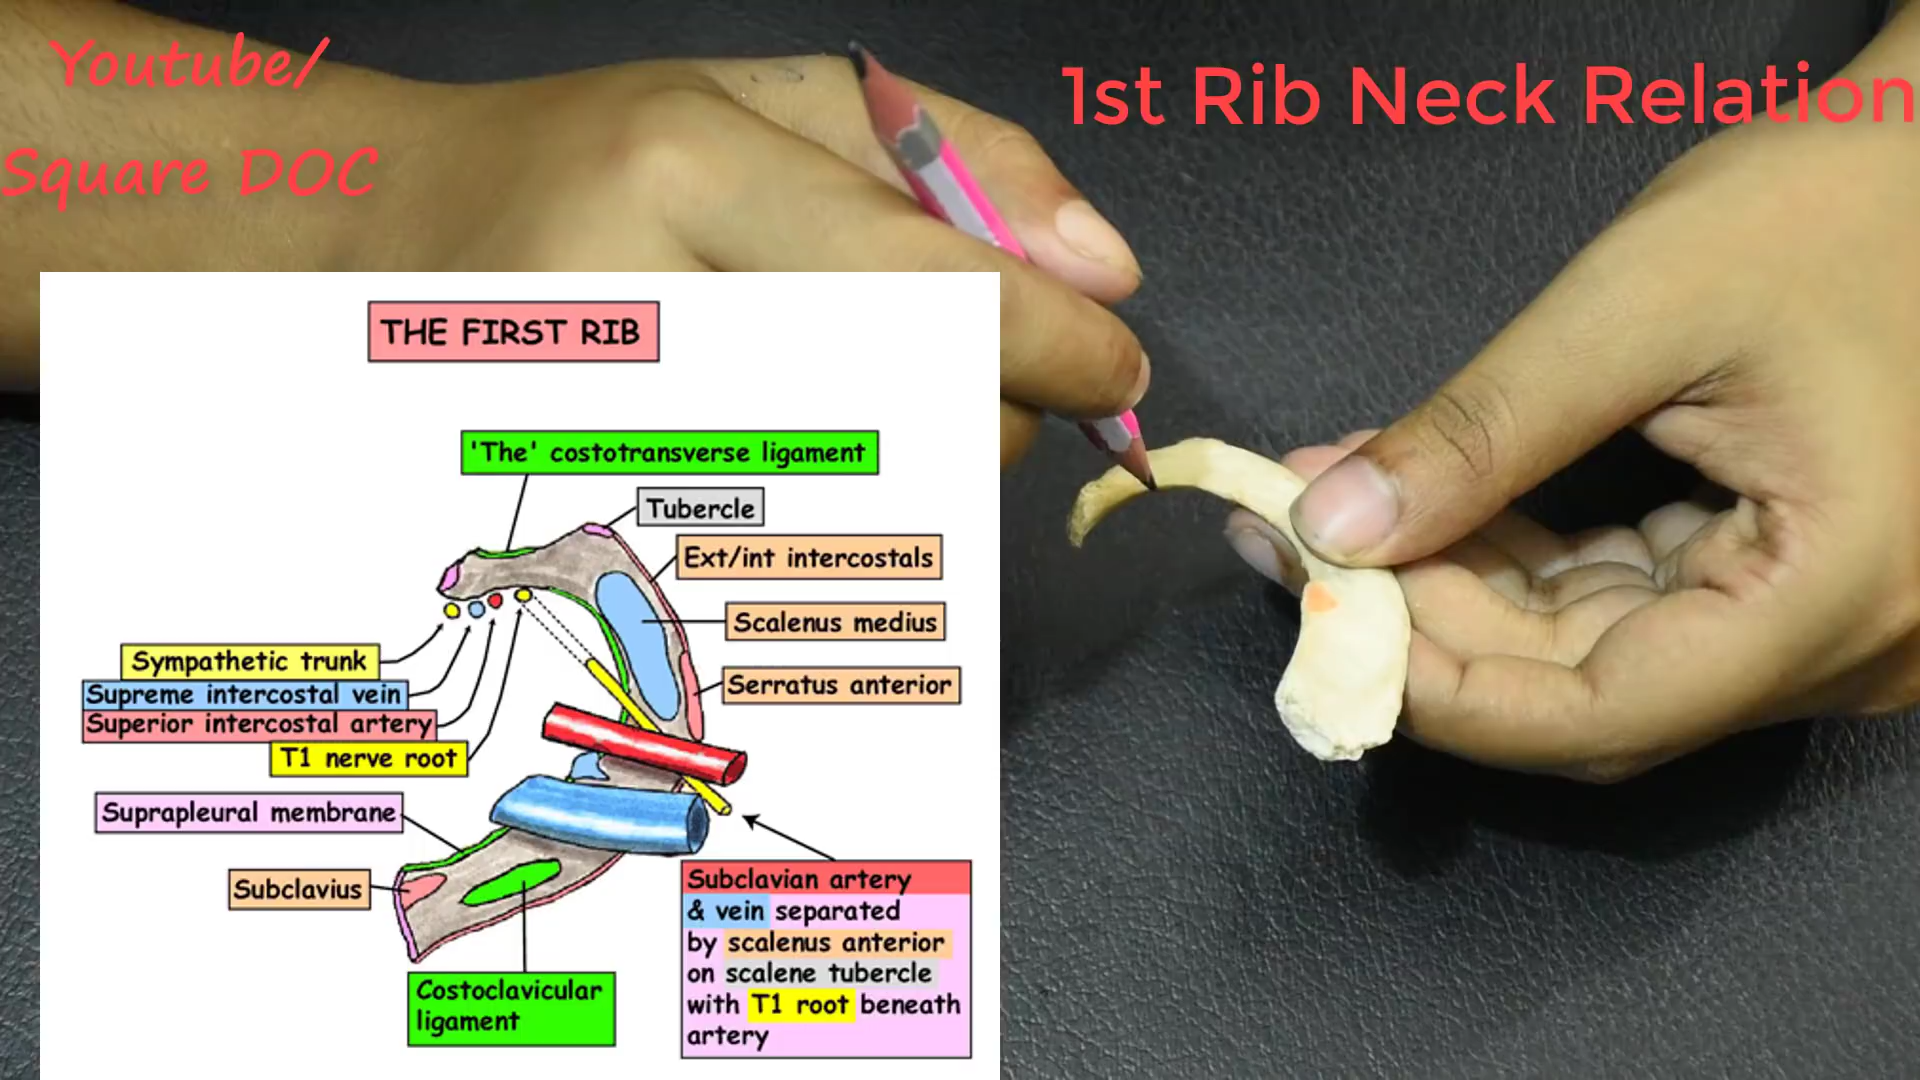 Youtube/
Square DOC
1st Rib Neck Relation
THE FIRST RIB
'The' costotransverse ligament
Tubercle
Ext/int intercostals
Scalenus medius
Serratus anterior
Sympathetic trunk
Supreme intercostal vein
Superior intercostal artery
T1 nerve root
Suprapleural membrane
Subclavius
Costoclavicular
ligament
Subclavian artery
& vein separated
by scalenus anterior
on scalene tubercle
with T1 root beneath
artery